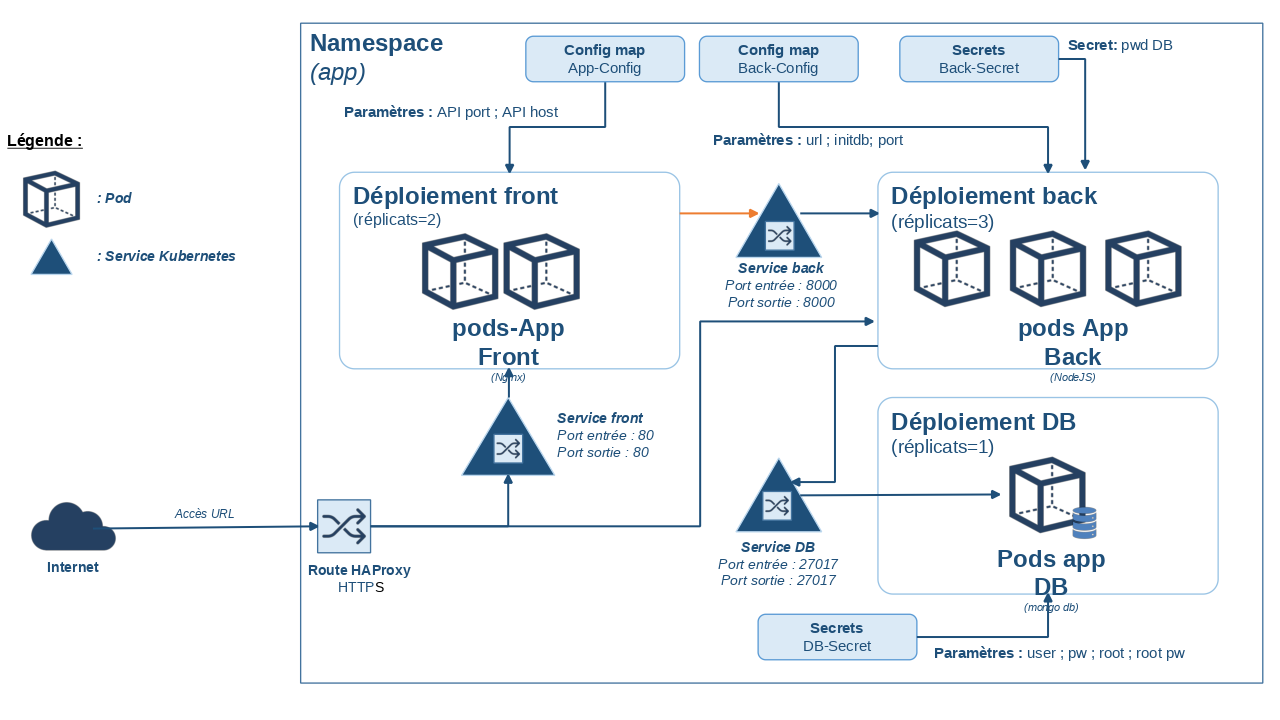 Namespace
(app)
Config map
App-Config
Config map
Back-Config
Secrets
Back-Secret
Secret: pwd DB
Paramètres : API port ; API host
Paramètres : url ; initdb; port
Légende :
: Pod
: Service Kubernetes
Déploiement front
(réplicats=2)
pods-App
Front
(Nginx)
Service back
Port entrée : 8000
Port sortie : 8000
Déploiement back
(réplicats=3)
pods App
Back
(NodeJS)
Service front
Port entrée : 80
Port sortie : 80
Déploiement DB
(réplicats=1)
Pods app
DB
(mongo db)
Accès URL
Internet
Route HAProxy
HTTPS
Service DB
Port entrée : 27017
Port sortie : 27017
Secrets
DB-Secret
Paramètres : user ; pw ; root ; root pw